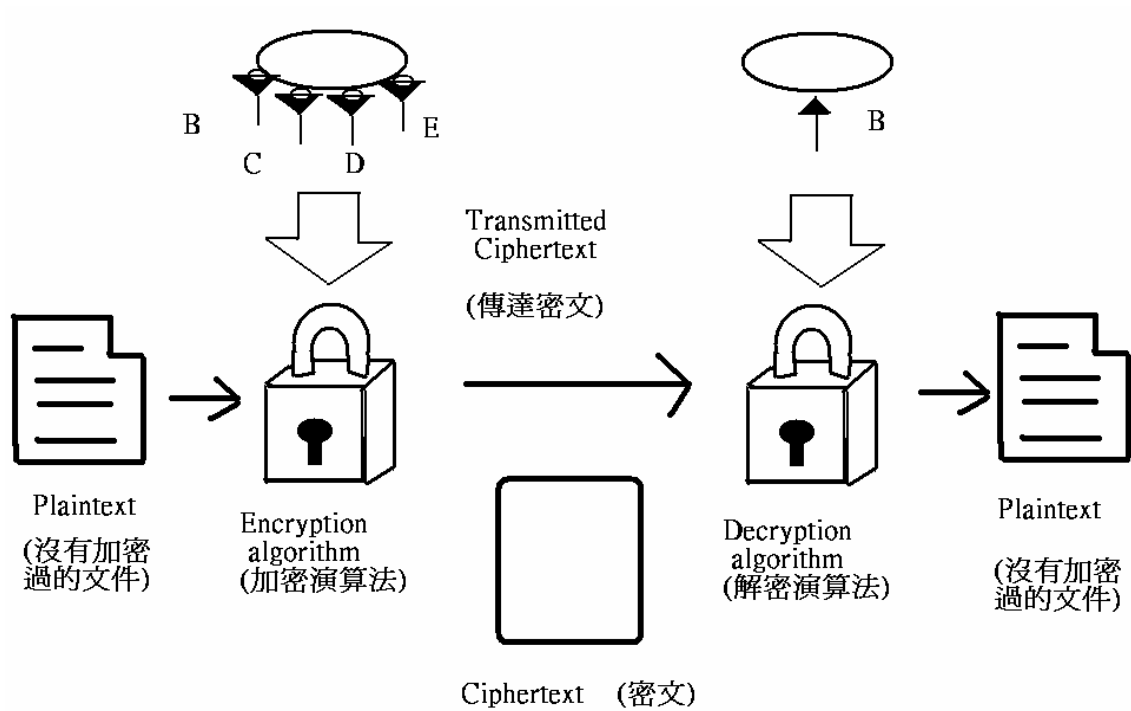 B
C
D
E
B
Transmitted
Ciphertext
(傳達密文)
Plaintext
(沒有加密
過的文件)
Encryption
algorithm
(加密演算法)
Decryption
algorithm
(解密演算法)
Plaintext
(沒有加密
過的文件)
Ciphertext (密文)